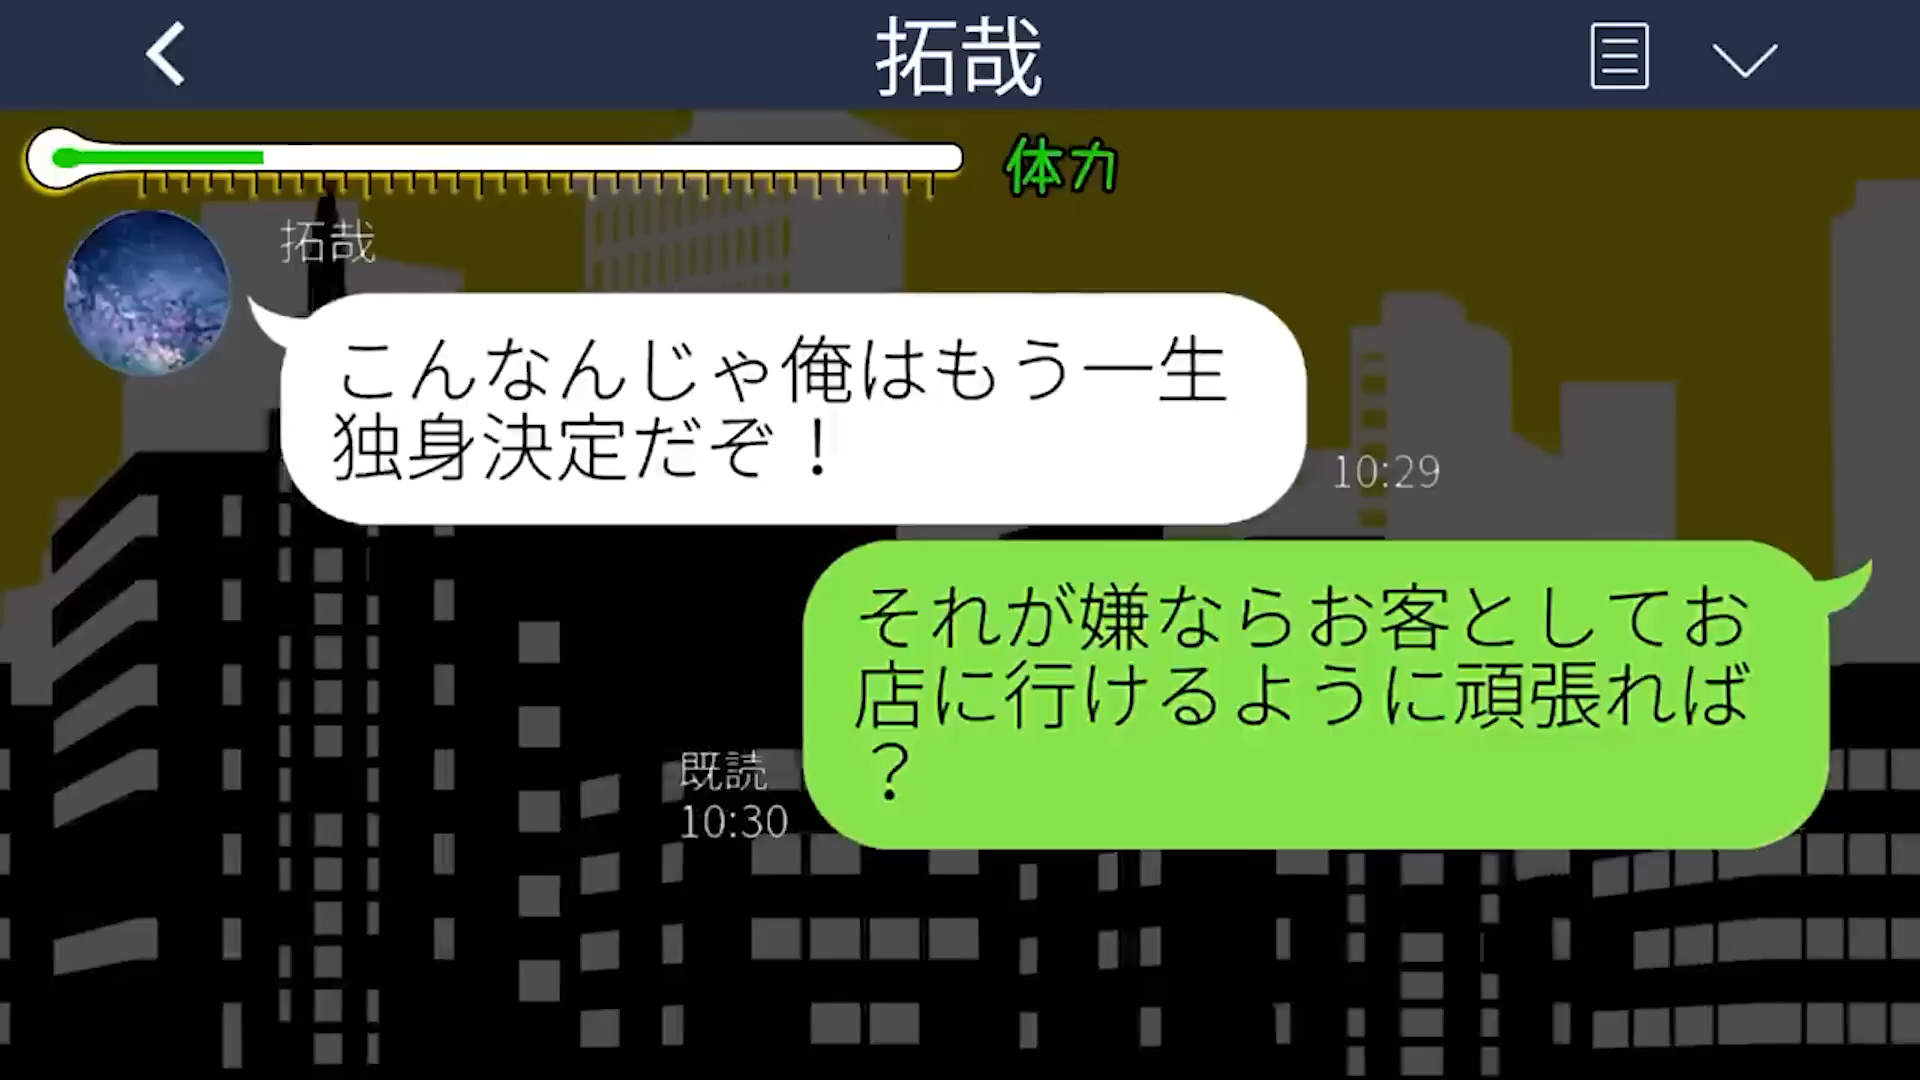 拓哉
体力
拓哉
こんなんじゃ俺はもう一生
独身決定だぞ！
10:29
それが嫌ならお客としてお
店に行けるように頑張れば
？
既読
10:30